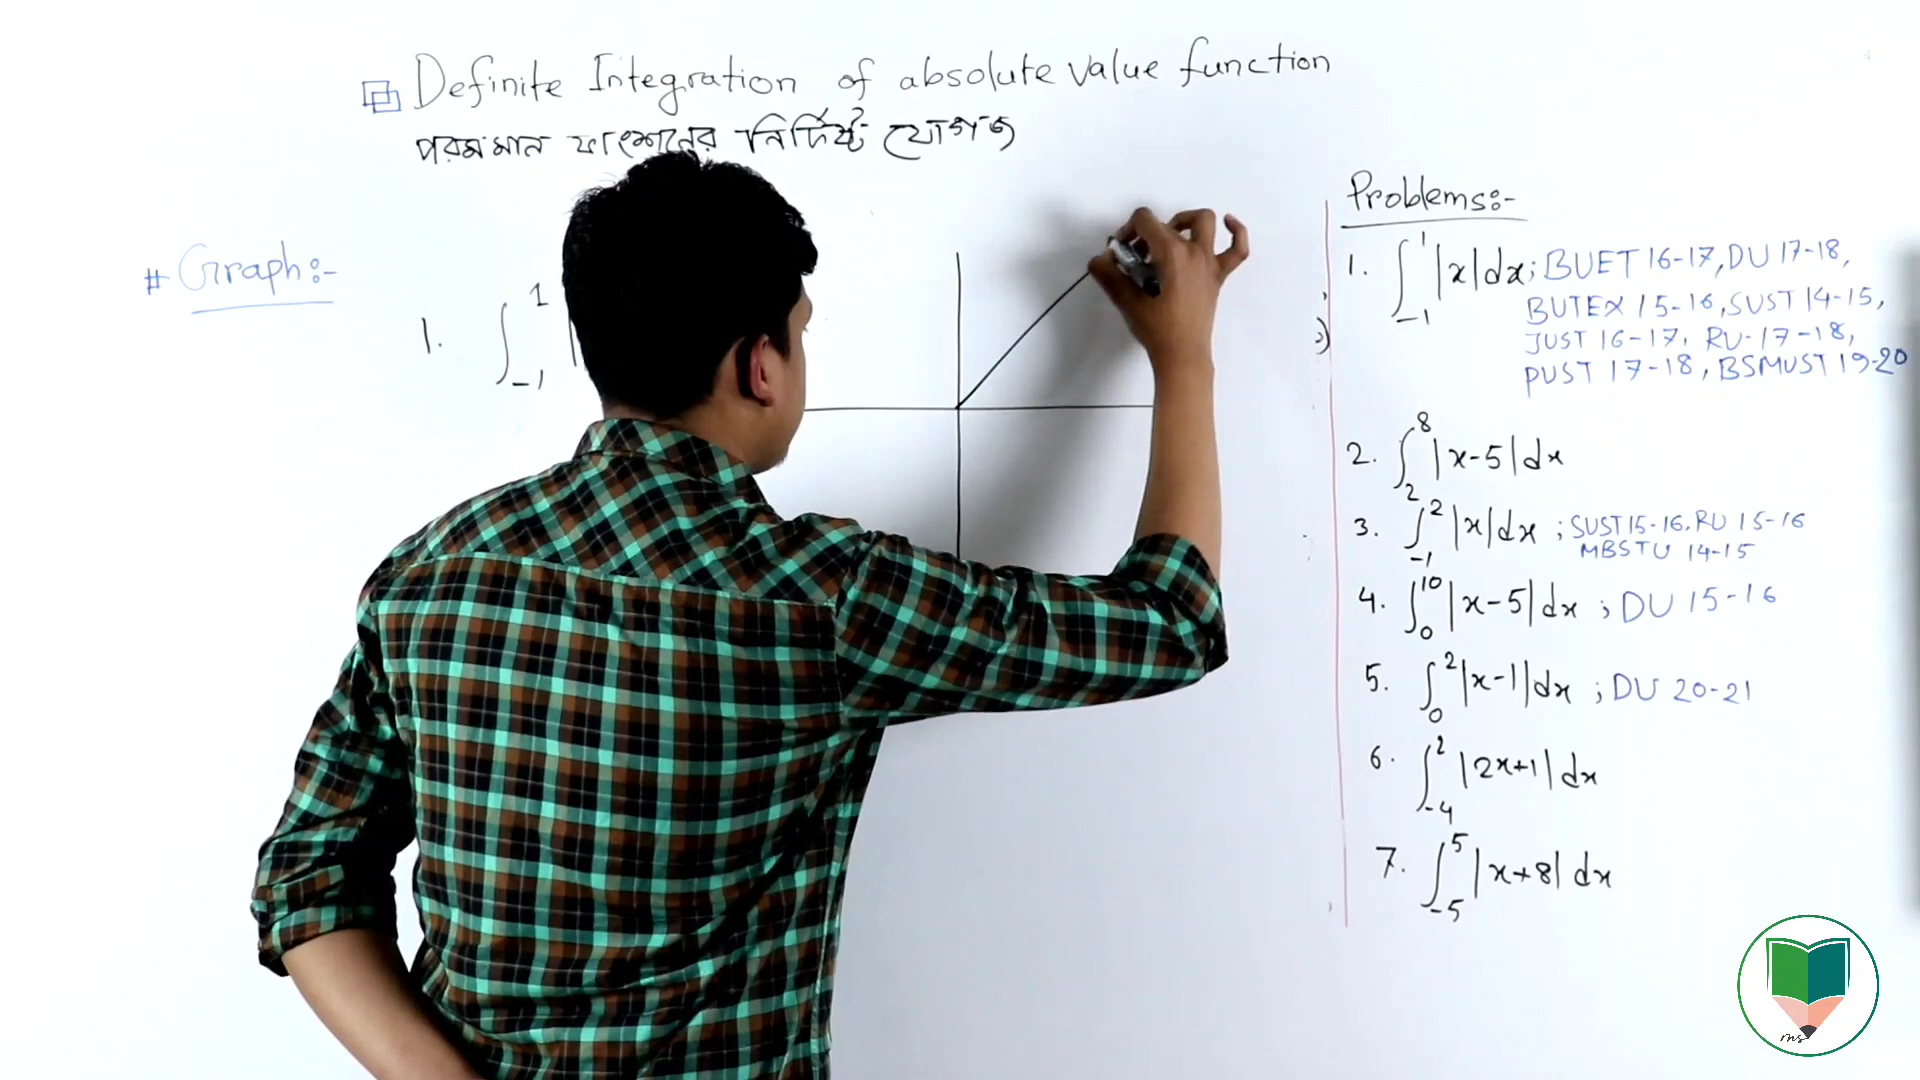 Definite Integration of absolute value function
পরমমান ফাংশনের নির্দিষ্ট যোগজ
# Graph:-
1. ∫_{-1}^{1} |
Problems:-
1. ∫_{-1}^{1} |x|dx; BUET 16-17, DU 17-18,
BUTEX 15-16, SUST 14-15,
JUST 16-17, RU-17-18,
PUST 17-18, BSMUST 19-20
2. ∫_{2}^{8} |x-5|dx
3. ∫_{-1}^{2} |x|dx ; SUST 15-16, RU 15-16
MBSTU 14-15
4. ∫_{0}^{10} |x-5|dx ; DU 15-16
5. ∫_{0}^{2} |x-1|dx ; DU 20-21
6. ∫_{-4}^{2} |2x+1|dx
7. ∫_{-5}^{5} |x+8|dx
ms